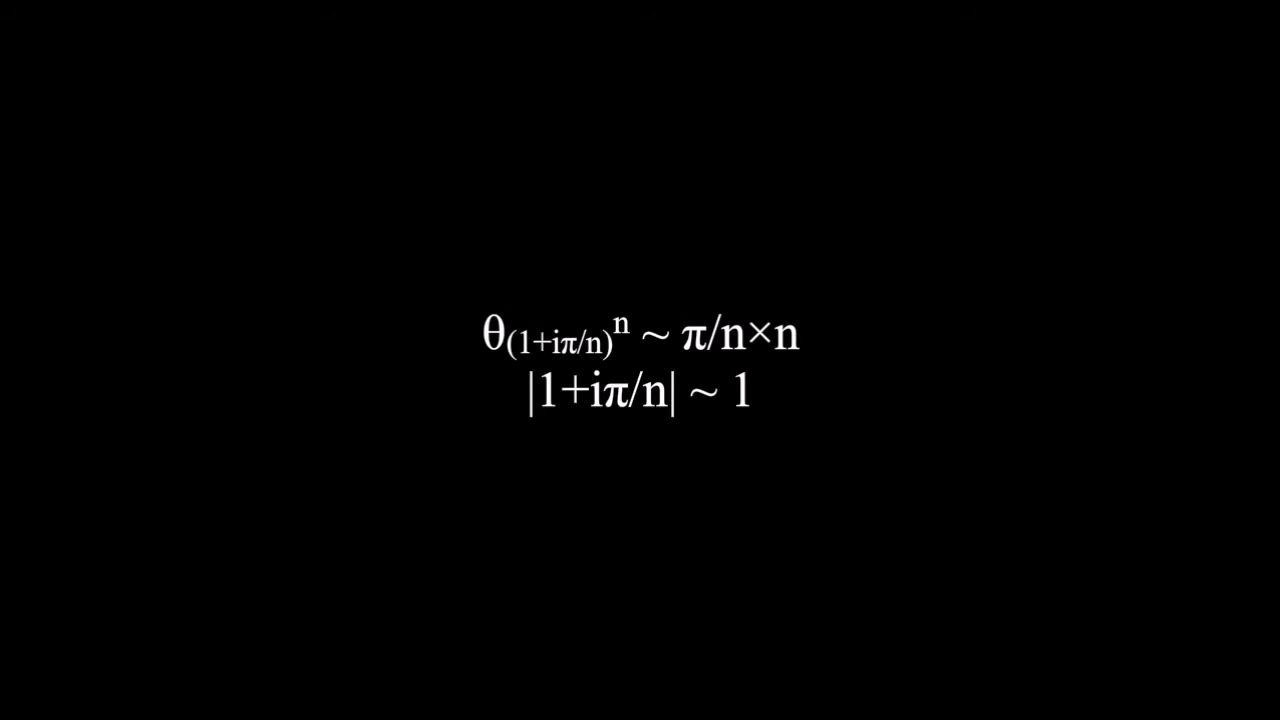 θ(1+iπ/n)ⁿ ~ π/n×n
|1+iπ/n| ~ 1